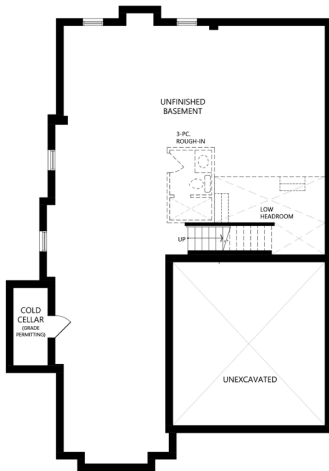 UNFINISHED
BASEMENT
3-PC.
ROUGH-IN
LOW
HEADROOM
UP
COLD
CELLAR
(GRADE
PERMITTING)
UNEXCAVATED